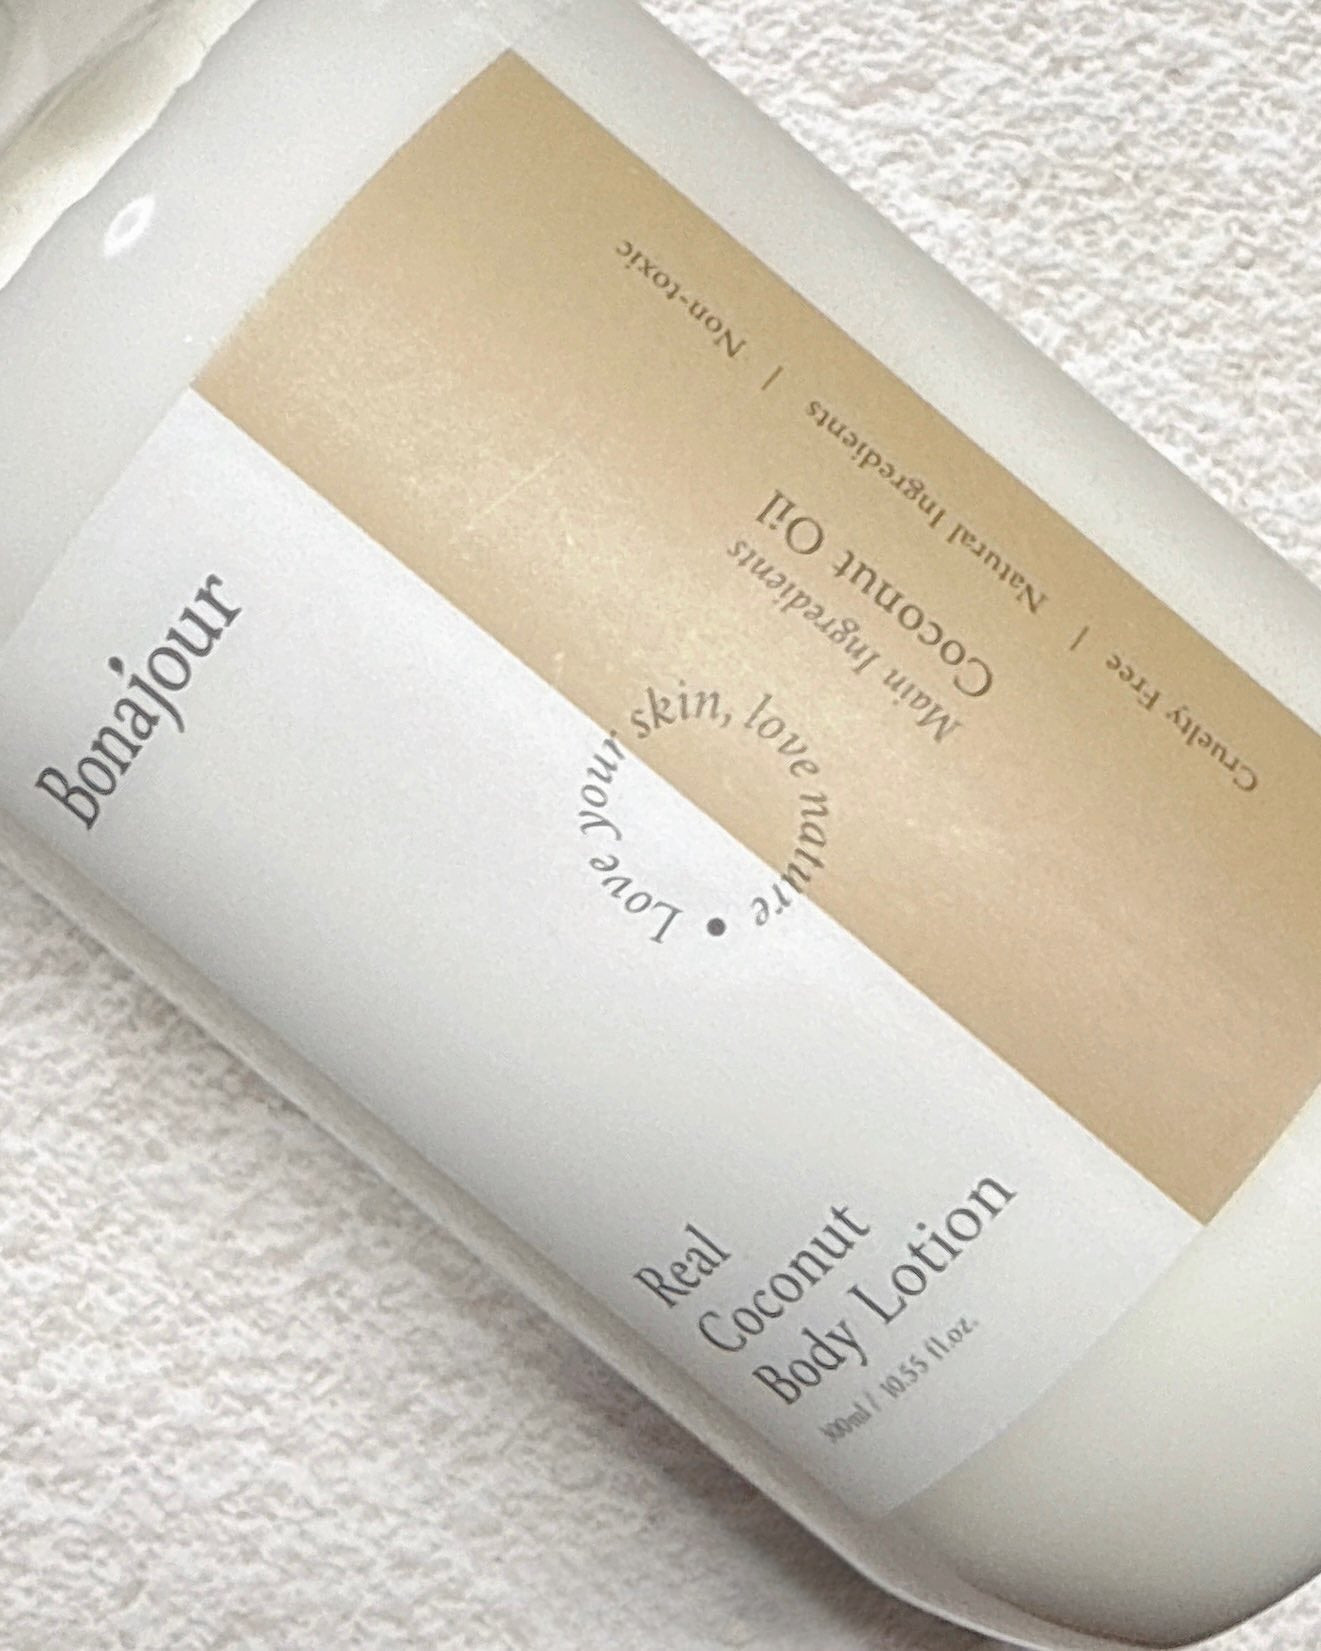 Bonajour
Love your skin, love nature •
Real
Coconut
Body Lotion
300ml / 10.55 fl.oz.
Main Ingredients
Coconut Oil
Cruelty Free | Natural Ingredients | Non-toxic